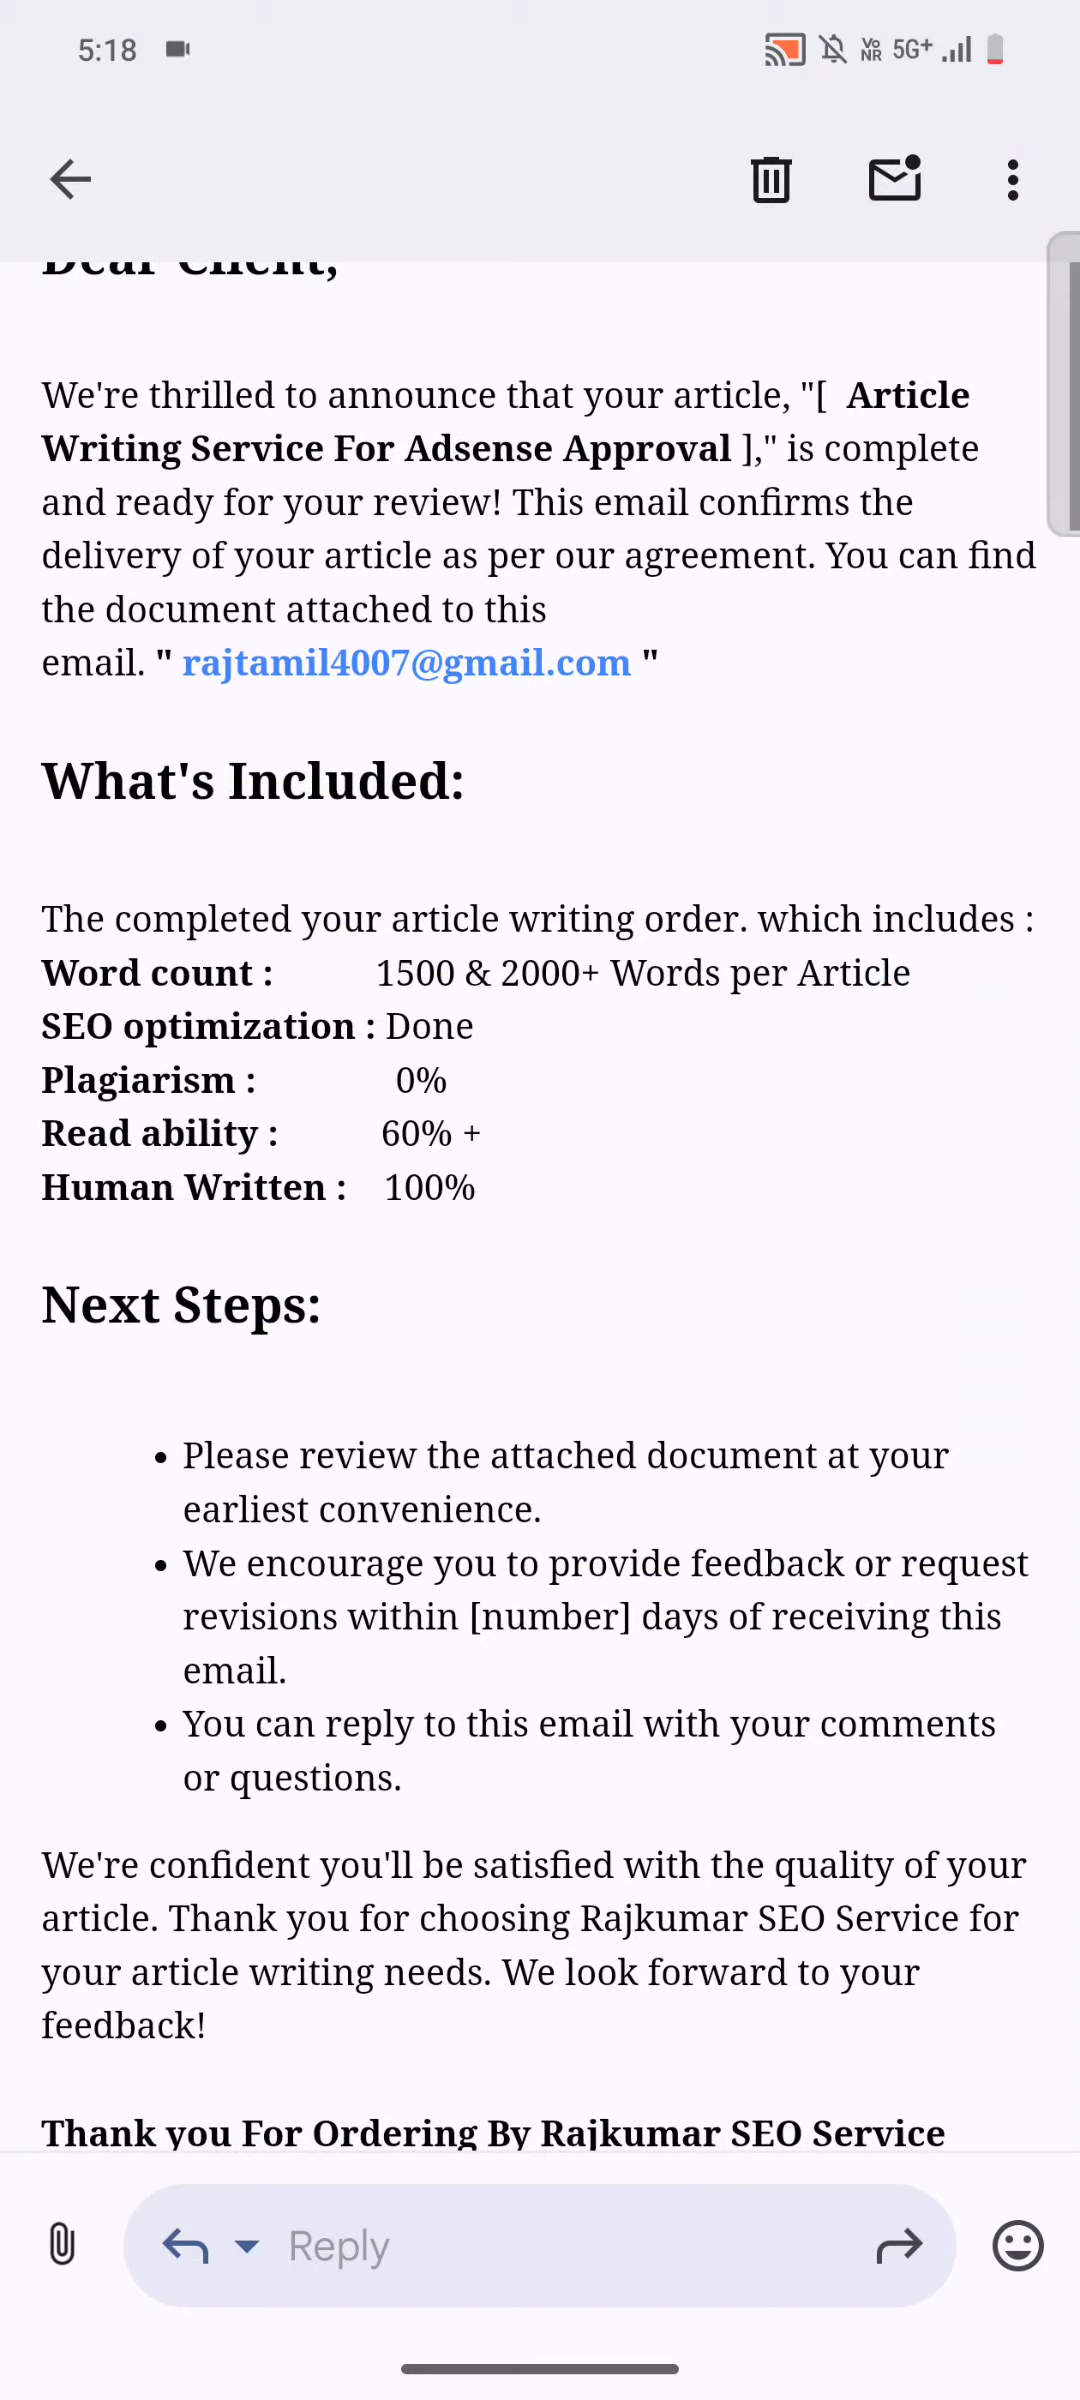 5:18
Vo NR 5G+
Dear Client,
We're thrilled to announce that your article, "[ Article
Writing Service For Adsense Approval ]," is complete
and ready for your review! This email confirms the
delivery of your article as per our agreement. You can find
the document attached to this
email. " rajtamil4007@gmail.com "
What's Included:
The completed your article writing order. which includes :
Word count : 1500 & 2000+ Words per Article
SEO optimization : Done
Plagiarism : 0%
Read ability : 60% +
Human Written : 100%
Next Steps:
• Please review the attached document at your
earliest convenience.
• We encourage you to provide feedback or request
revisions within [number] days of receiving this
email.
• You can reply to this email with your comments
or questions.
We're confident you'll be satisfied with the quality of your
article. Thank you for choosing Rajkumar SEO Service for
your article writing needs. We look forward to your
feedback!
Thank you For Ordering By Rajkumar SEO Service
Reply